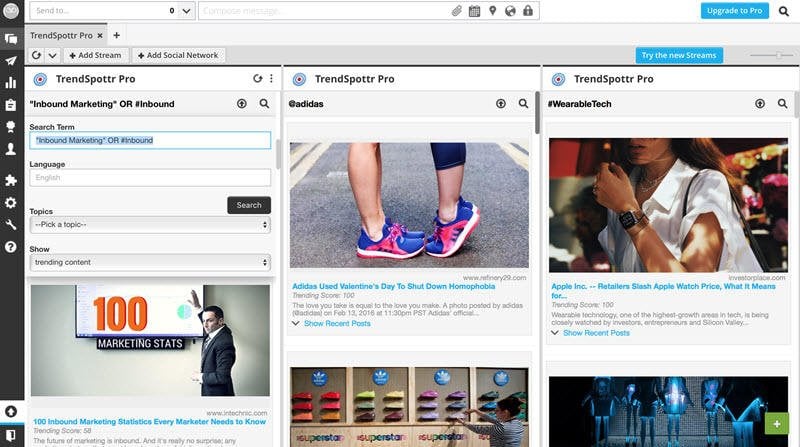 Send to...
0
Compose message...
Upgrade to Pro
TrendSpottr Pro
Add Stream
Add Social Network
Try the new Streams
TrendSpottr Pro
"Inbound Marketing" OR #Inbound
Search Term
"Inbound Marketing" OR #Inbound
Language
English
Search
Topics
--Pick a topic--
Show
trending content
100
MARKETING STATS
www.intechnic.com
100 Inbound Marketing Statistics Every Marketer Needs to Know
Trending Score: 58
The future of marketing is inbound. And it's really no surprise; any
TrendSpottr Pro
@adidas
www.refinery29.com
Adidas Used Valentine's Day To Shut Down Homophobia
Trending Score: 100
The love you take is equal to the love you make. A photo posted by adidas
(@adidas) on Feb 13, 2016 at 11:30pm PST Adidas' official...
Show Recent Posts
adidas
adidas
superstar
superstar
TrendSpottr Pro
#WearableTech
investorplace.com
Apple Inc. -- Retailers Slash Apple Watch Price, What It Means
for...
Trending Score: 100
Wearable technology, one of the highest-growth areas in tech, is being
closely watched by investors, entrepreneurs and Silicon Valley...
Show Recent Posts